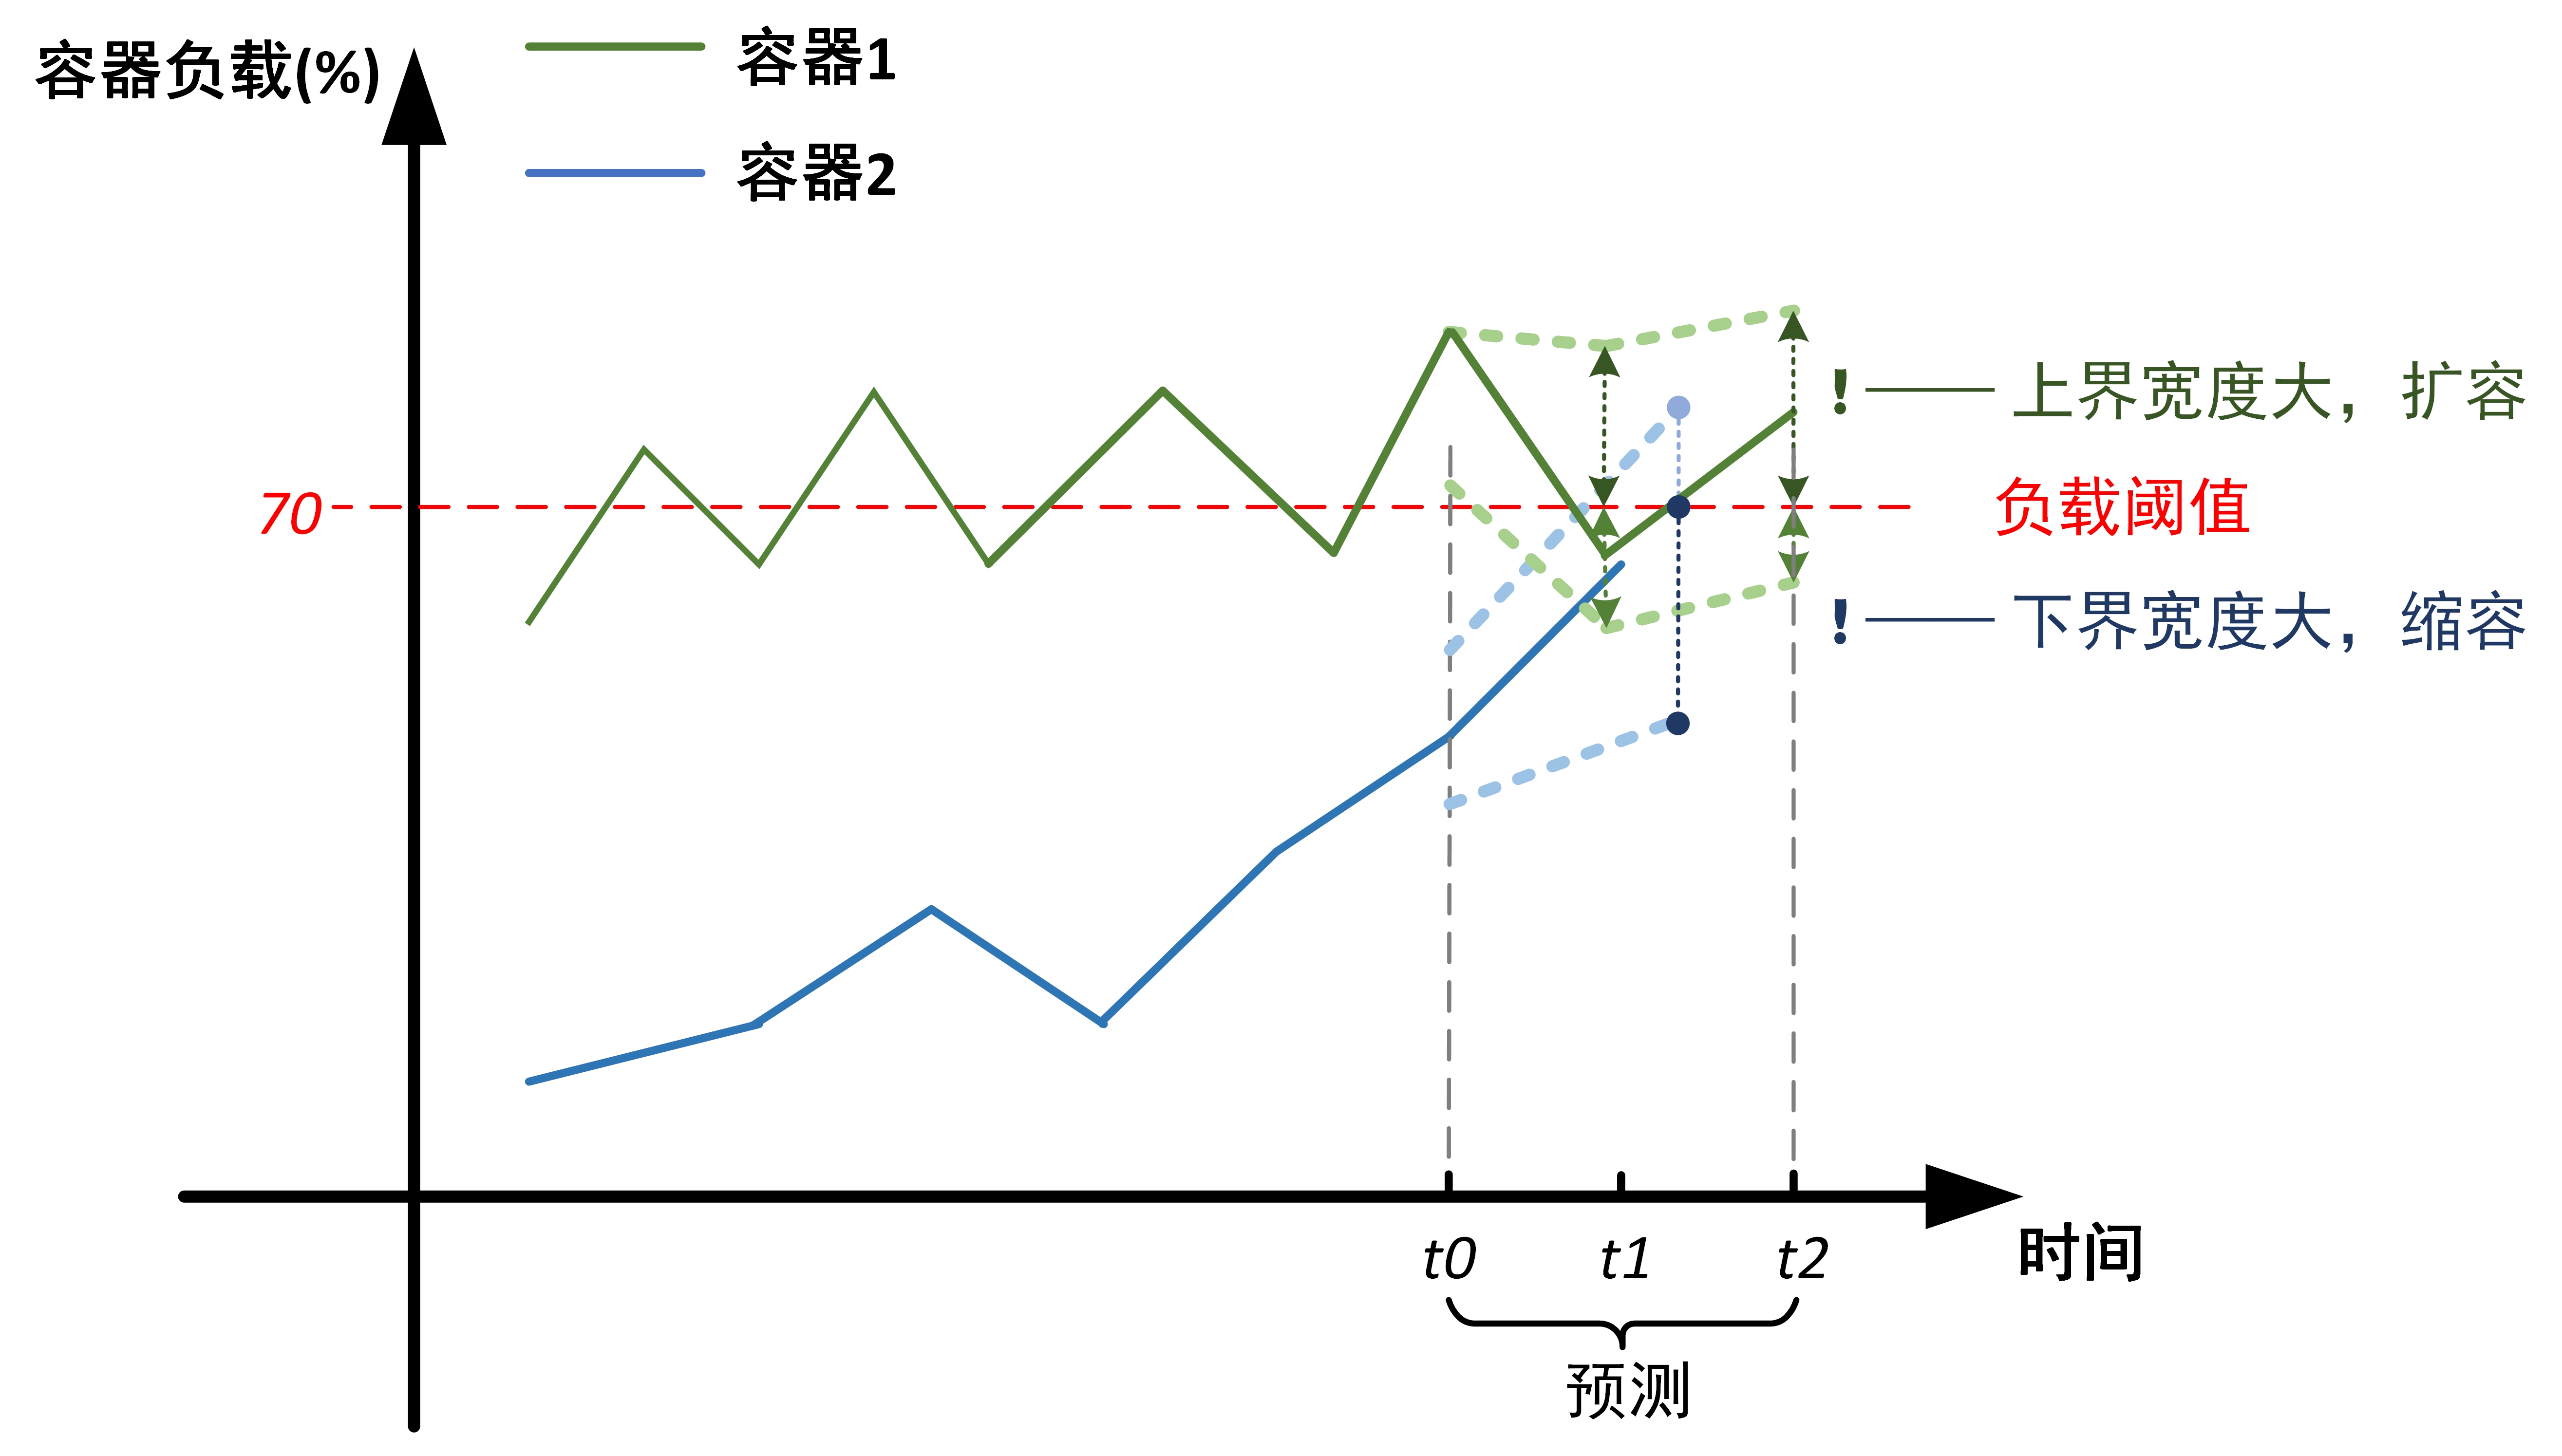 容器负载(%)
容器1
容器2
! —— 上界宽度大，扩容
70
负载阈值
! —— 下界宽度大，缩容
t0
t1
t2
时间
预测